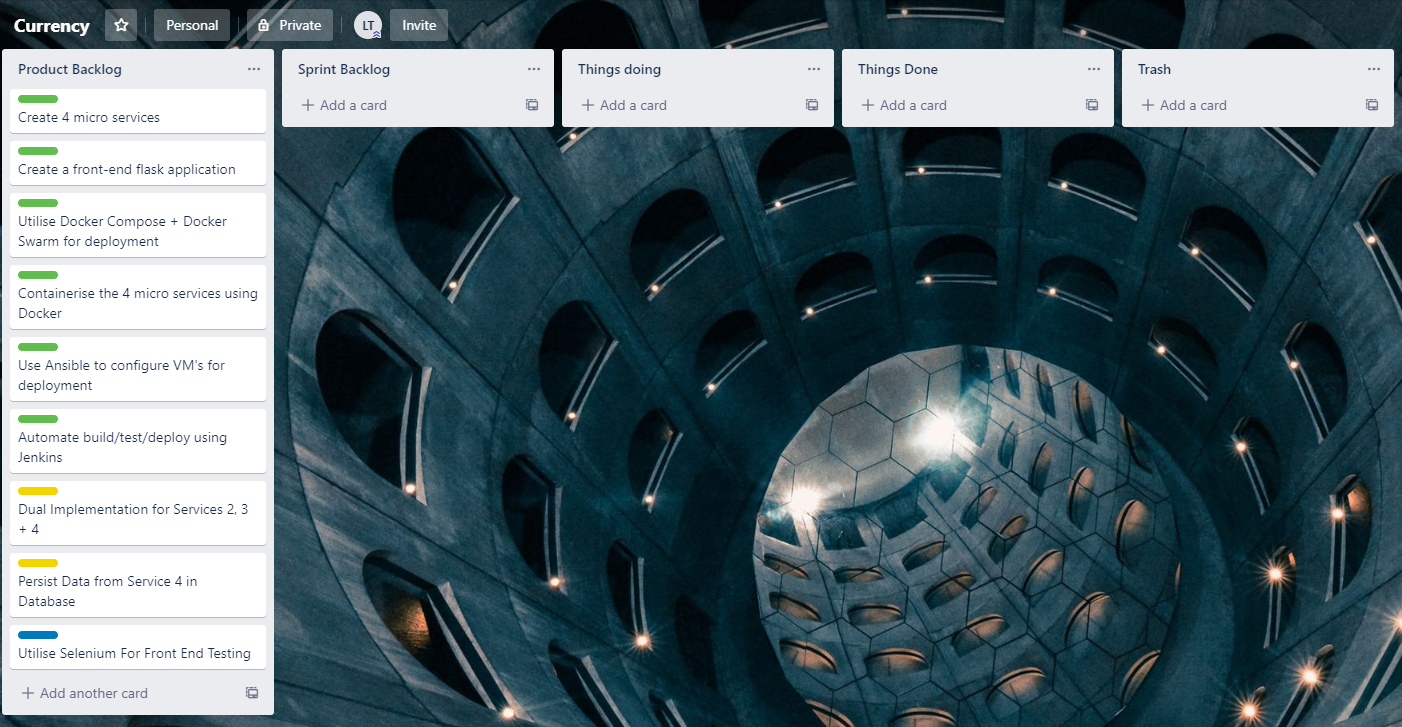 Currency
Personal
Private
LT
Invite
Product Backlog
Create 4 micro services
Create a front-end flask application
Utilise Docker Compose + Docker
Swarm for deployment
Containerise the 4 micro services using
Docker
Use Ansible to configure VM's for
deployment
Automate build/test/deploy using
Jenkins
Dual Implementation for Services 2, 3
+ 4
Persist Data from Service 4 in
Database
Utilise Selenium For Front End Testing
Add another card
Sprint Backlog
Add a card
Things doing
Add a card
Things Done
Add a card
Trash
Add a card